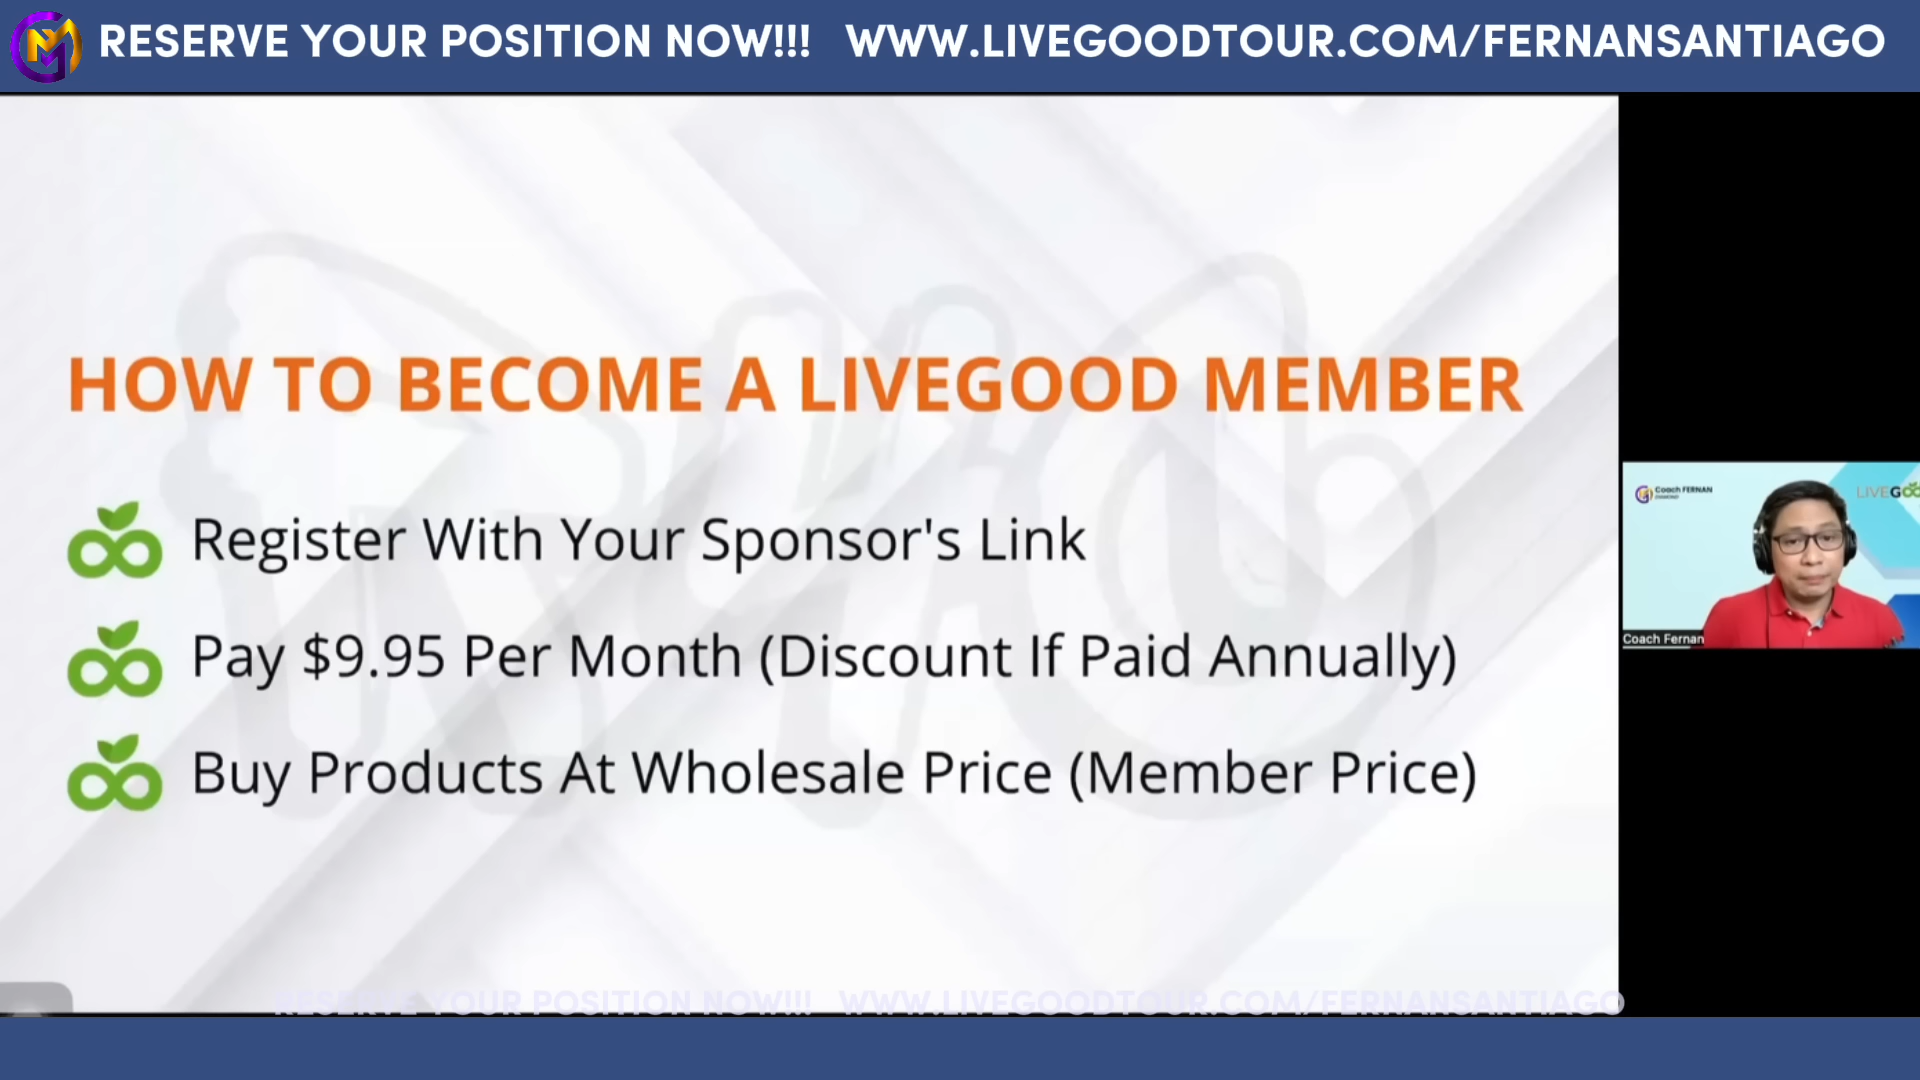 RESERVE YOUR POSITION NOW!!! WWW.LIVEGOODTOUR.COM/FERNANSANTIAGO
HOW TO BECOME A LIVEGOOD MEMBER
Register With Your Sponsor's Link
Pay $9.95 Per Month (Discount If Paid Annually)
Buy Products At Wholesale Price (Member Price)
Coach FERNAN
DIAMOND
LIVEGOO
Coach Fernan
RESERVE YOUR POSITION NOW!!! WWW.LIVEGOODTOUR.COM/FERNANSANTIAGO